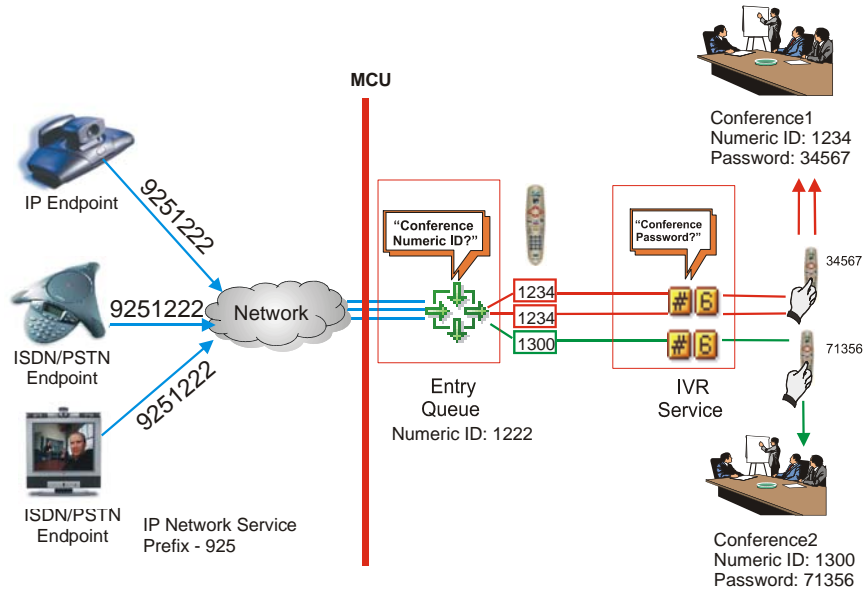 MCU
Conference1
Numeric ID: 1234
Password: 34567
IP Endpoint
9251222
"Conference
Numeric ID?"
"Conference
Password?"
34567
ISDN/PSTN
Endpoint
9251222
Network
1234
1234
1300
# 6
# 6
71356
9251222
Entry
Queue
Numeric ID: 1222
IVR
Service
ISDN/PSTN
Endpoint
IP Network Service
Prefix - 925
Conference2
Numeric ID: 1300
Password: 71356